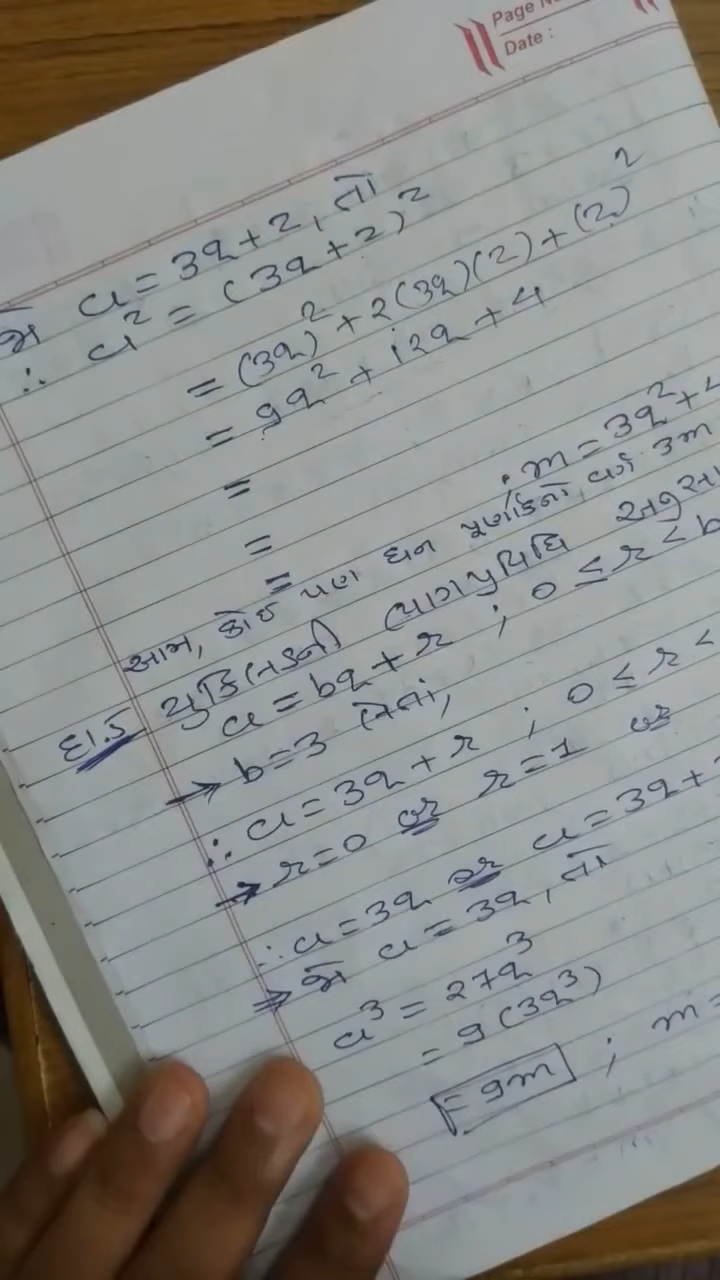 Page No
Date :
જો a = 3q + 2, તો
∴ a² = (3q + 2)²
= (3q)² + 2(3q)(2) + (2)²
= 9q² + 12q + 4
=
= ; m = 3q² + 4
=
આમ, કોઈ પણ ધન પૂર્ણાંકનો વર્ગ 3m
દા.5 યુક્લિડની ભાગપ્રવિધિ અનુસા
a = bq + r ; 0 ≤ r < b
→ b = 3 લેતાં,
∴ a = 3q + r ; 0 ≤ r <
→ r = 0 or r = 1 or
∴ a = 3q or a = 3q +
⇒ જો a = 3q, તો
a³ = 27q³
= 9(3q³)
= 9m ; m =